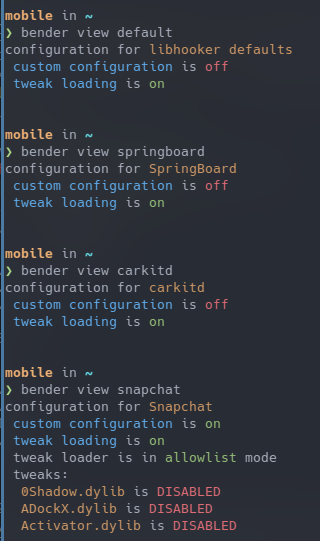 mobile in ~
❯ bender view default
configuration for libhooker defaults
custom configuration is off
tweak loading is on
mobile in ~
❯ bender view springboard
configuration for SpringBoard
custom configuration is off
tweak loading is on
mobile in ~
❯ bender view carkitd
configuration for carkitd
custom configuration is off
tweak loading is on
mobile in ~
❯ bender view snapchat
configuration for Snapchat
custom configuration is on
tweak loading is on
tweak loader is in allowlist mode
tweaks:
0Shadow.dylib is DISABLED
ADockX.dylib is DISABLED
Activator.dylib is DISABLED